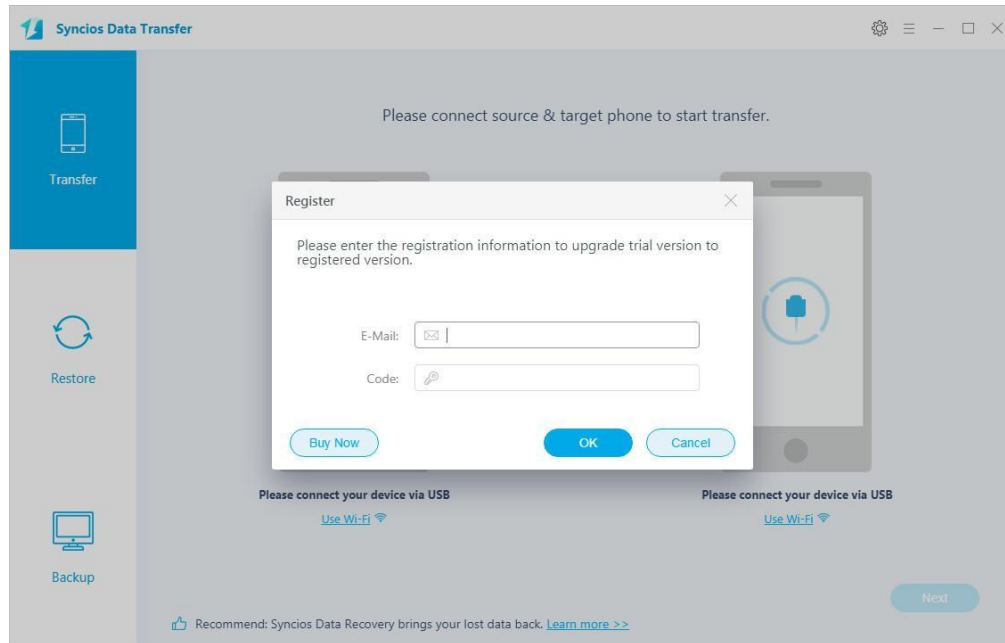 Syncios Data Transfer
Please connect source & target phone to start transfer.
Transfer
Register
Please enter the registration information to upgrade trial version to
registered version.
E-Mail:
Code:
Restore
Buy Now
OK
Cancel
Please connect your device via USB
Please connect your device via USB
Use Wi-Fi
Use Wi-Fi
Backup
Next
Recommend: Syncios Data Recovery brings your lost data back. Learn more >>